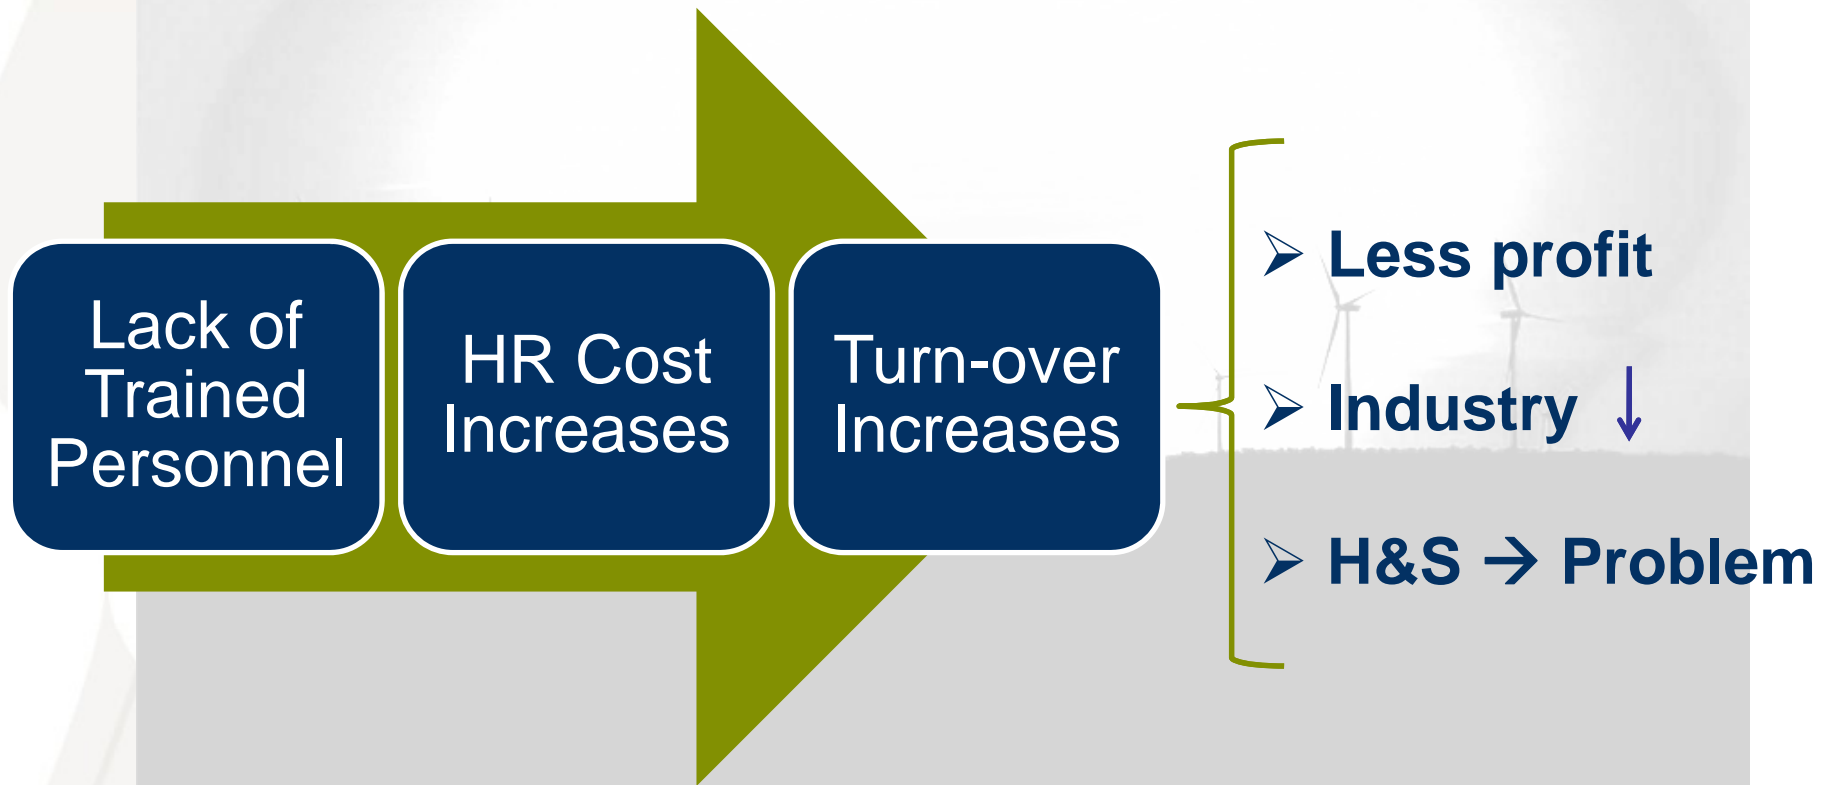 Lack of
Trained
Personnel
HR Cost
Increases
Turn-over
Increases
➢ Less profit
➢ Industry ↓
➢ H&S → Problem